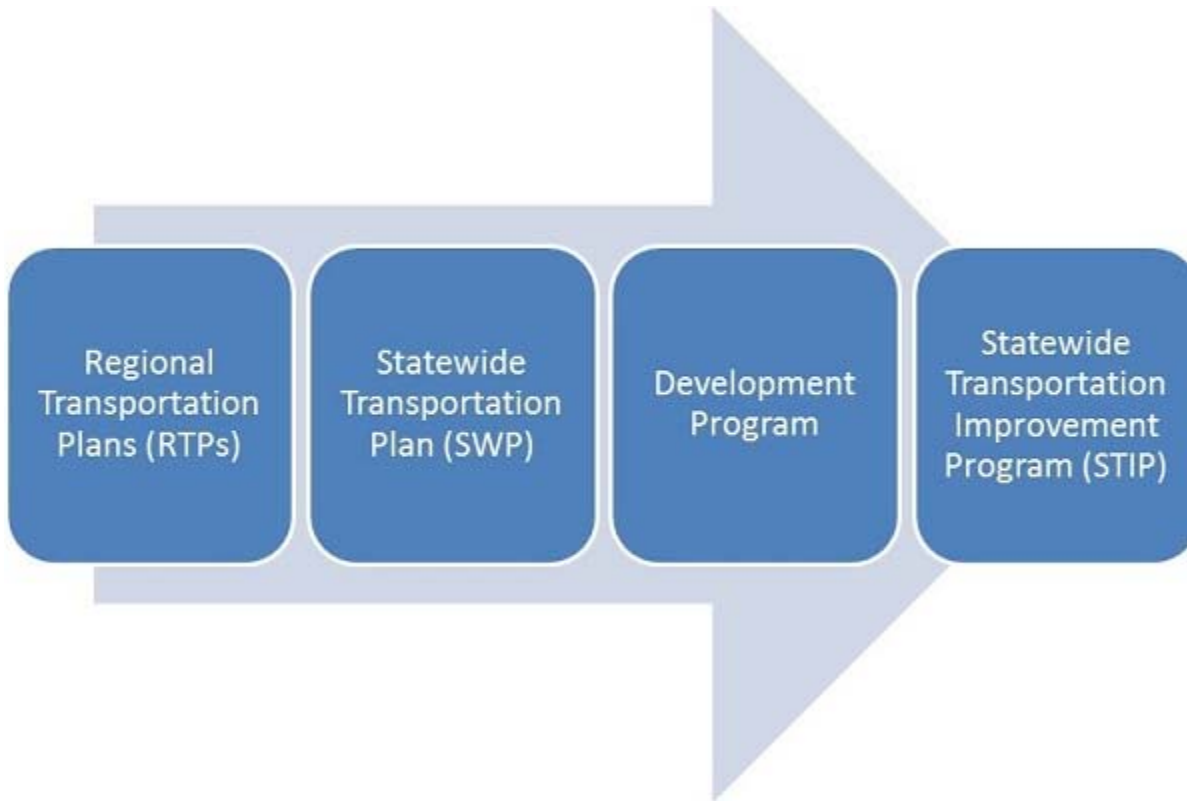 Regional
Transportation
Plans (RTPs)
Statewide
Transportation
Plan (SWP)
Development
Program
Statewide
Transportation
Improvement
Program (STIP)